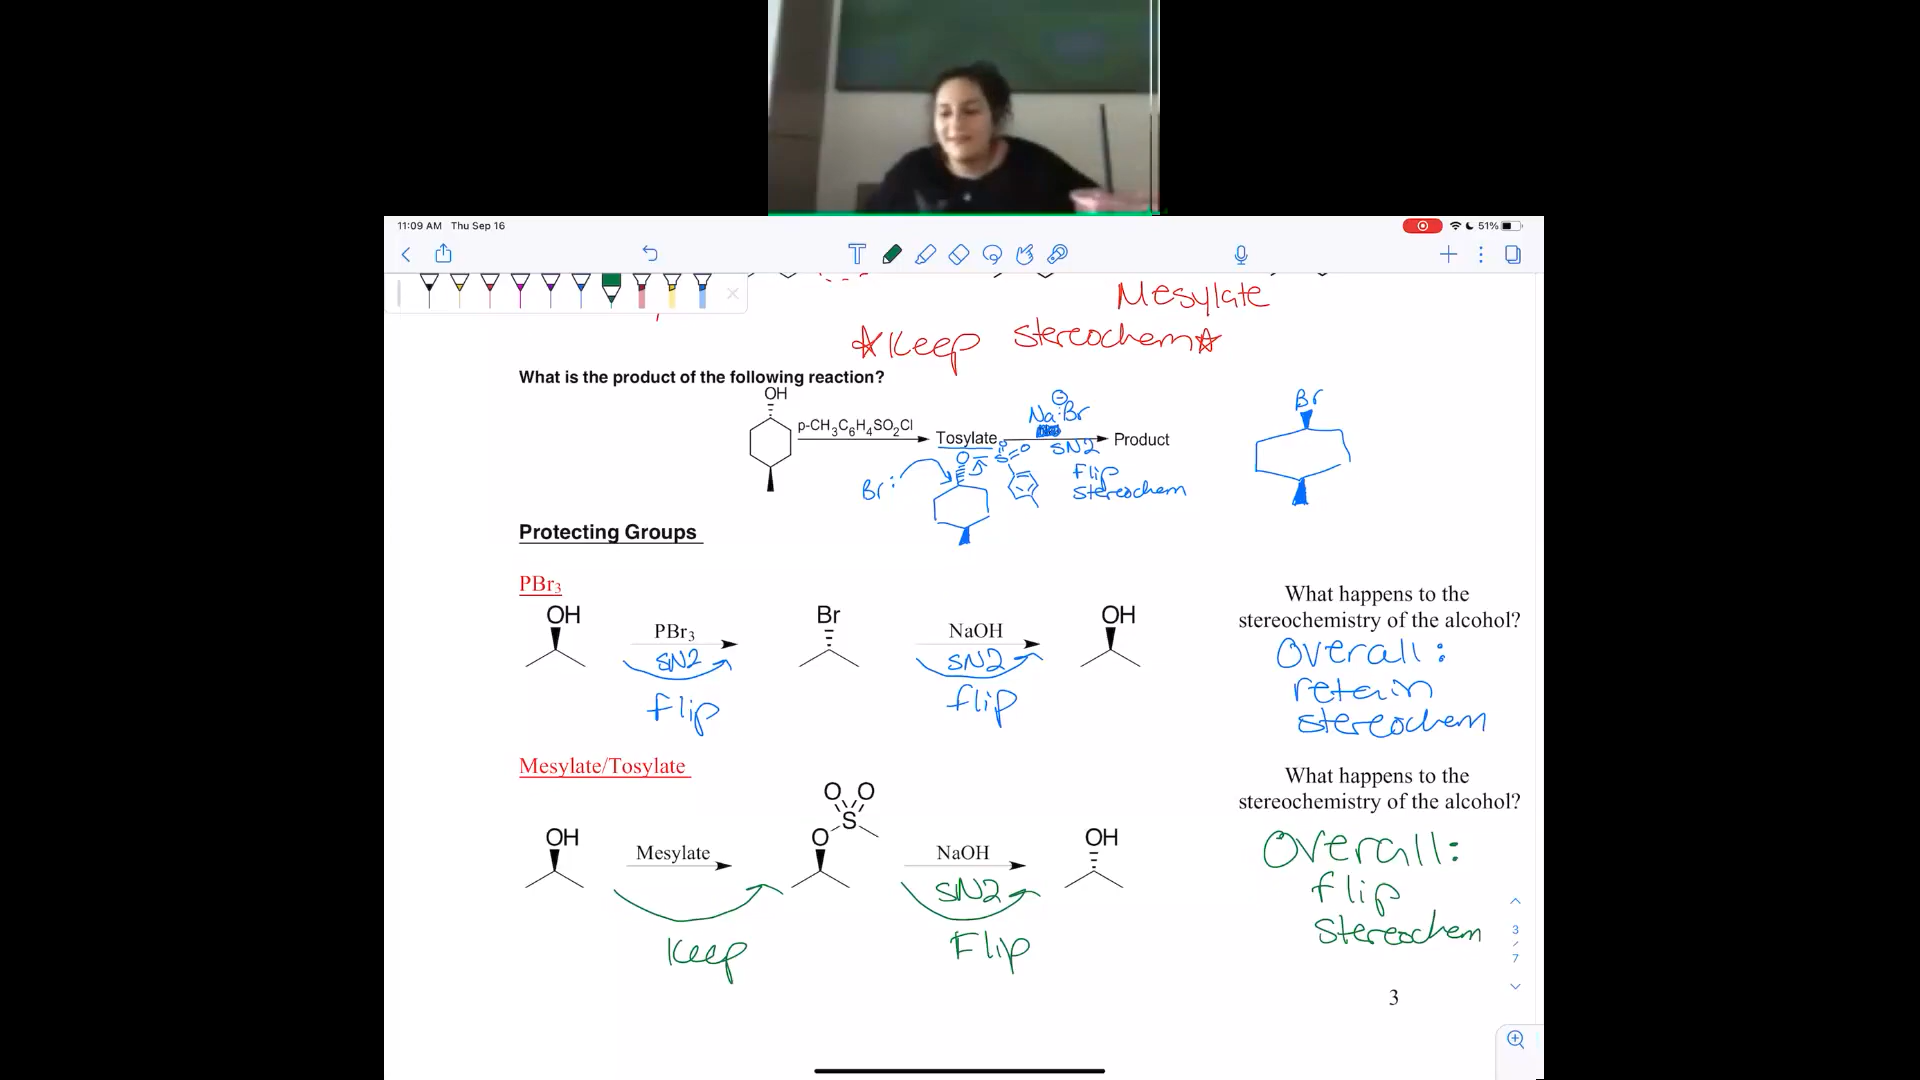 11:09 AM Thu Sep 16
51%
T
Mesylate
☆Keep stereochem☆
What is the product of the following reaction?
OH
p-CH3C6H4SO2Cl
Tosylate
Na:Br
⊖
SN2
Product
Flip
stereochem
Br:
O
S
O
O
Br
Protecting Groups
PBr3
OH
PBr3
SN2
flip
Br
NaOH
SN2
flip
OH
What happens to the
stereochemistry of the alcohol?
Overall:
retain
stereochem
Mesylate/Tosylate
OH
Mesylate
Keep
O O
S
O
NaOH
SN2
Flip
OH
What happens to the
stereochemistry of the alcohol?
Overall:
flip
stereochem
3
/
7
3